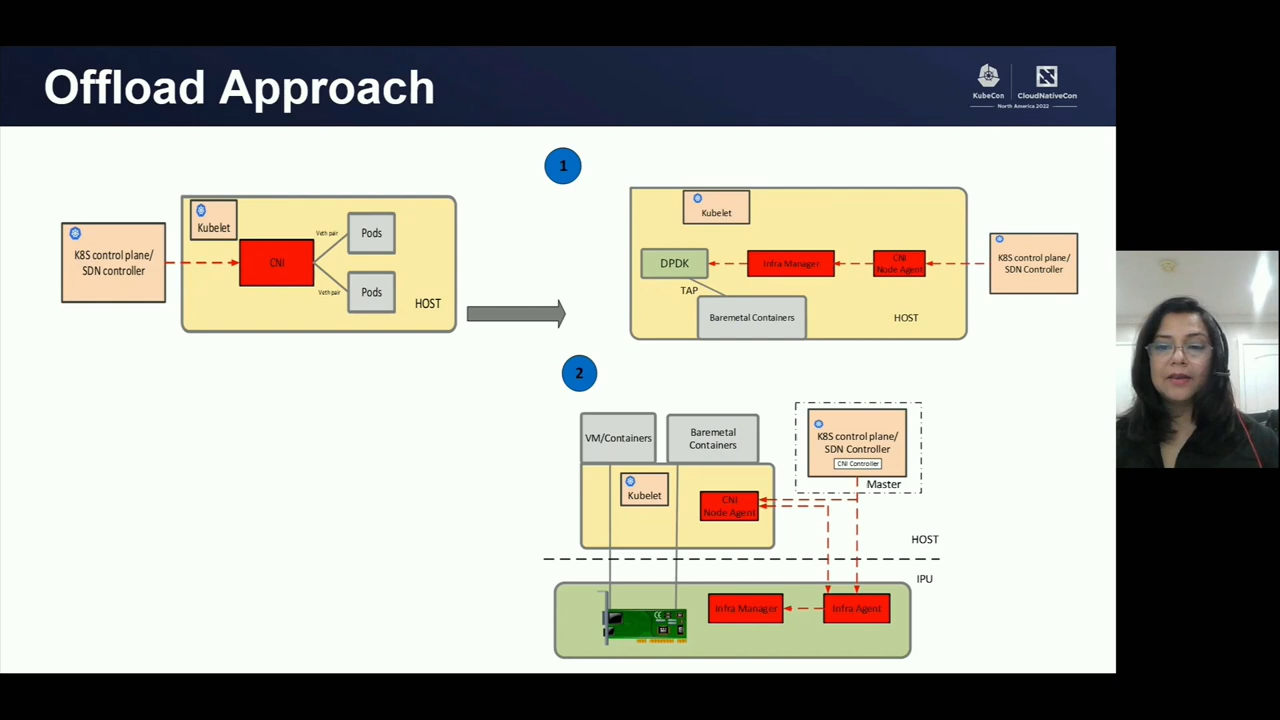 Offload Approach
KubeCon
CloudNativeCon
North America 2022
K8S control plane/
SDN controller
Kubelet
CNI
Veth pair
Veth pair
Pods
Pods
HOST
1
Kubelet
DPDK
TAP
Infra Manager
CNI
Node Agent
Baremetal Containers
HOST
K8S control plane/
SDN Controller
2
VM/Containers
Baremetal
Containers
Kubelet
CNI
Node Agent
K8S control plane/
SDN Controller
CNI Controller
Master
HOST
IPU
Infra Manager
Infra Agent